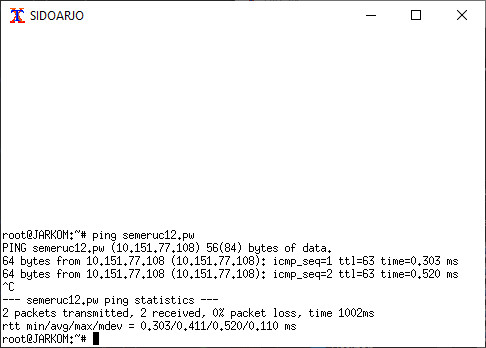 SIDOARJO
root@JARKOM:~# ping semeruc12.pw
PING semeruc12.pw (10.151.77.108) 56(84) bytes of data.
64 bytes from 10.151.77.108 (10.151.77.108): icmp_seq=1 ttl=63 time=0.303 ms
64 bytes from 10.151.77.108 (10.151.77.108): icmp_seq=2 ttl=63 time=0.520 ms
^C
--- semeruc12.pw ping statistics ---
2 packets transmitted, 2 received, 0% packet loss, time 1002ms
rtt min/avg/max/mdev = 0.303/0.411/0.520/0.110 ms
root@JARKOM:~#